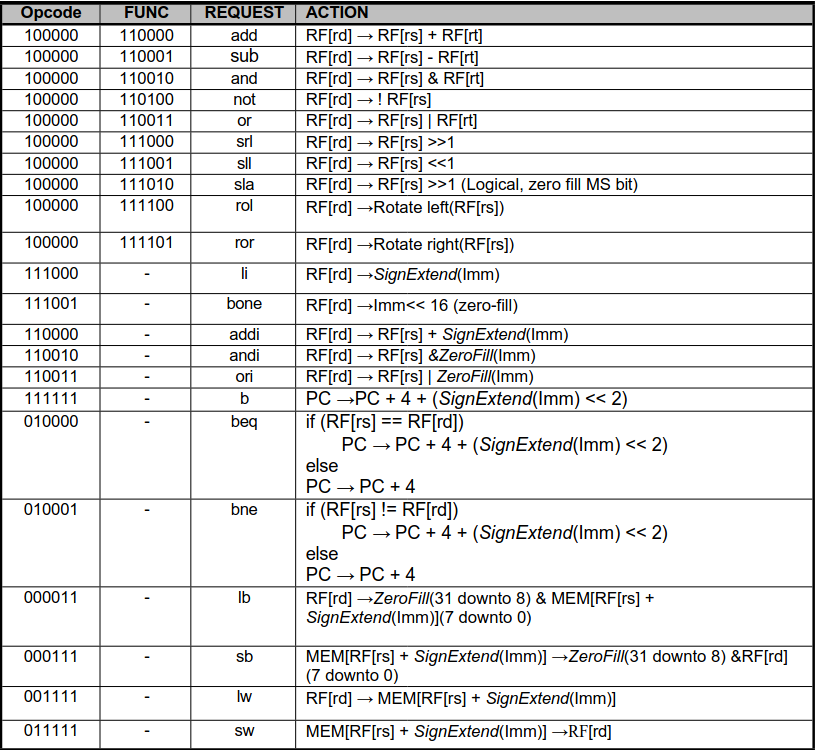 Opcode FUNC REQUEST ACTION
100000 110000 add RF[rd] → RF[rs] + RF[rt]
100000 110001 sub RF[rd] → RF[rs] - RF[rt]
100000 110010 and RF[rd] → RF[rs] & RF[rt]
100000 110100 not RF[rd] → ! RF[rs]
100000 110011 or RF[rd] → RF[rs] | RF[rt]
100000 111000 srl RF[rd] → RF[rs] >>1
100000 111001 sll RF[rd] → RF[rs] <<1
100000 111010 sla RF[rd] → RF[rs] >>1 (Logical, zero fill MS bit)
100000 111100 rol RF[rd] →Rotate left(RF[rs])
100000 111101 ror RF[rd] →Rotate right(RF[rs])
111000 - li RF[rd] →SignExtend(Imm)
111001 - bone RF[rd] →Imm<< 16 (zero-fill)
110000 - addi RF[rd] → RF[rs] + SignExtend(Imm)
110010 - andi RF[rd] → RF[rs] &ZeroFill(Imm)
110011 - ori RF[rd] → RF[rs] | ZeroFill(Imm)
111111 - b PC →PC + 4 + (SignExtend(Imm) << 2)
010000 - beq if (RF[rs] == RF[rd])
PC → PC + 4 + (SignExtend(Imm) << 2)
else
PC → PC + 4
010001 - bne if (RF[rs] != RF[rd])
PC → PC + 4 + (SignExtend(Imm) << 2)
else
PC → PC + 4
000011 - lb RF[rd] →ZeroFill(31 downto 8) & MEM[RF[rs] +
SignExtend(Imm)](7 downto 0)
000111 - sb MEM[RF[rs] + SignExtend(Imm)] →ZeroFill(31 downto 8) &RF[rd]
(7 downto 0)
001111 - lw RF[rd] → MEM[RF[rs] + SignExtend(Imm)]
011111 - sw MEM[RF[rs] + SignExtend(Imm)] →RF[rd]